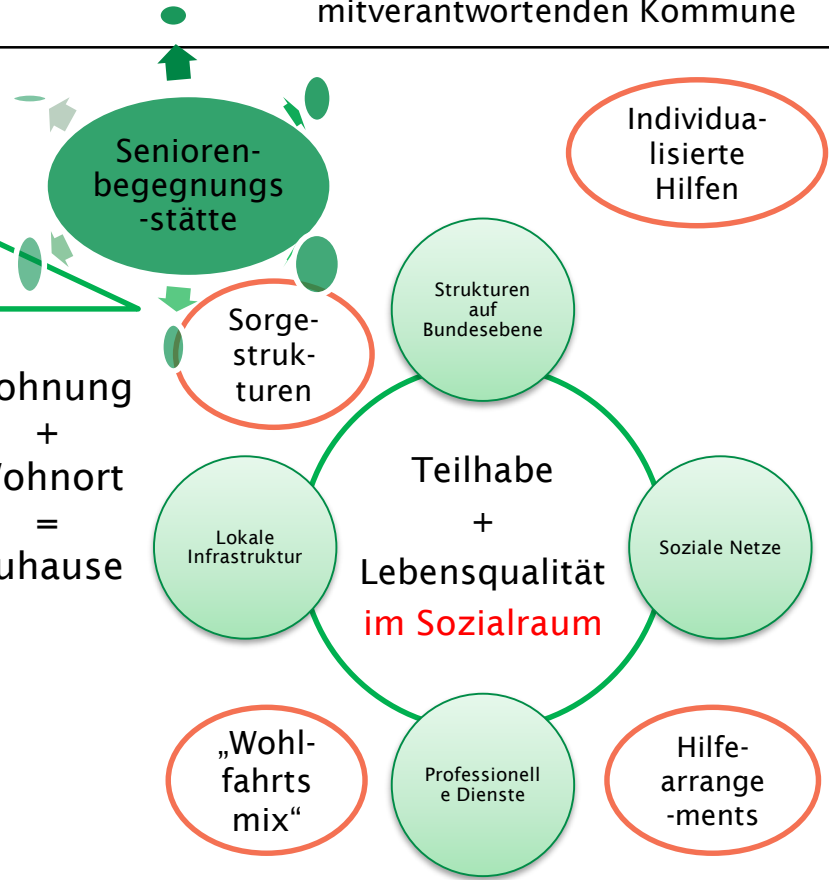 mitverantwortenden Kommune
Senioren-
begegnungs
-stätte
Individua-
lisierte
Hilfen
Strukturen
auf
Bundesebene
Sorge-
struk-
turen
ohnung
+
ohnort
=
uhause
Teilhabe
+
Lebensqualität
im Sozialraum
Lokale
Infrastruktur
Soziale Netze
„Wohl-
fahrts
mix“
Professionell
e Dienste
Hilfe-
arrange
-ments